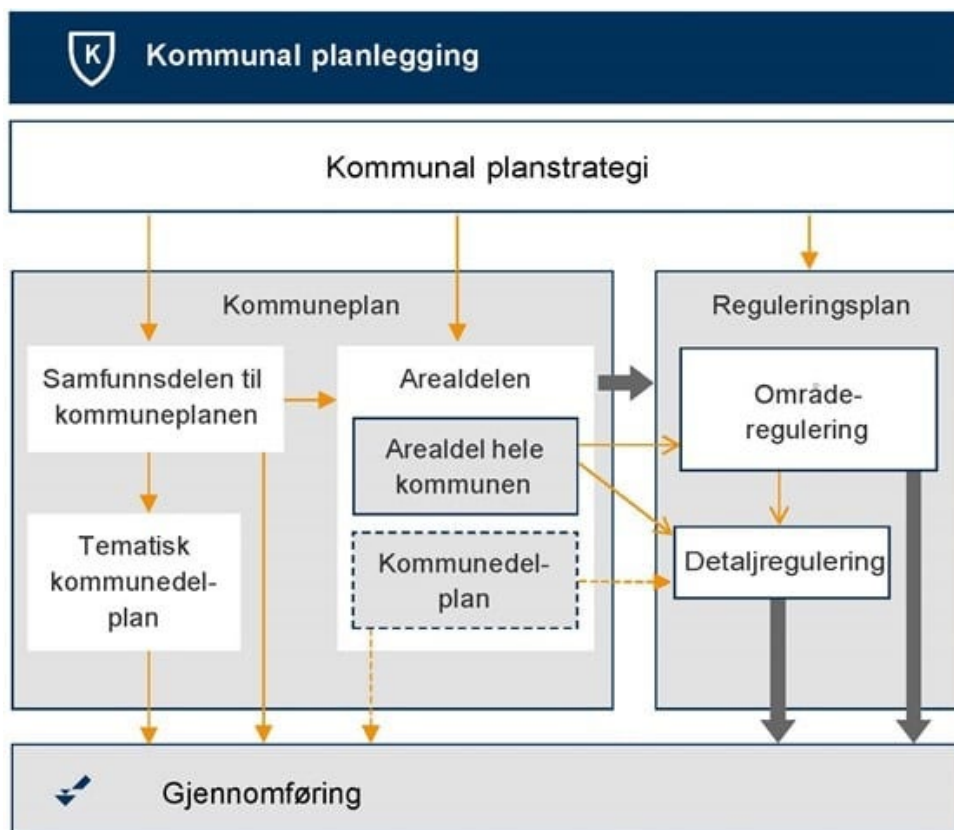 K
Kommunal planlegging
Kommunal planstrategi
Kommuneplan
Samfunnsdelen til
kommuneplanen
Tematisk
kommunedel-
plan
Arealdelen
Arealdel hele
kommunen
Kommunedel-
plan
Reguleringsplan
Område-
regulering
Detaljregulering
Gjennomføring